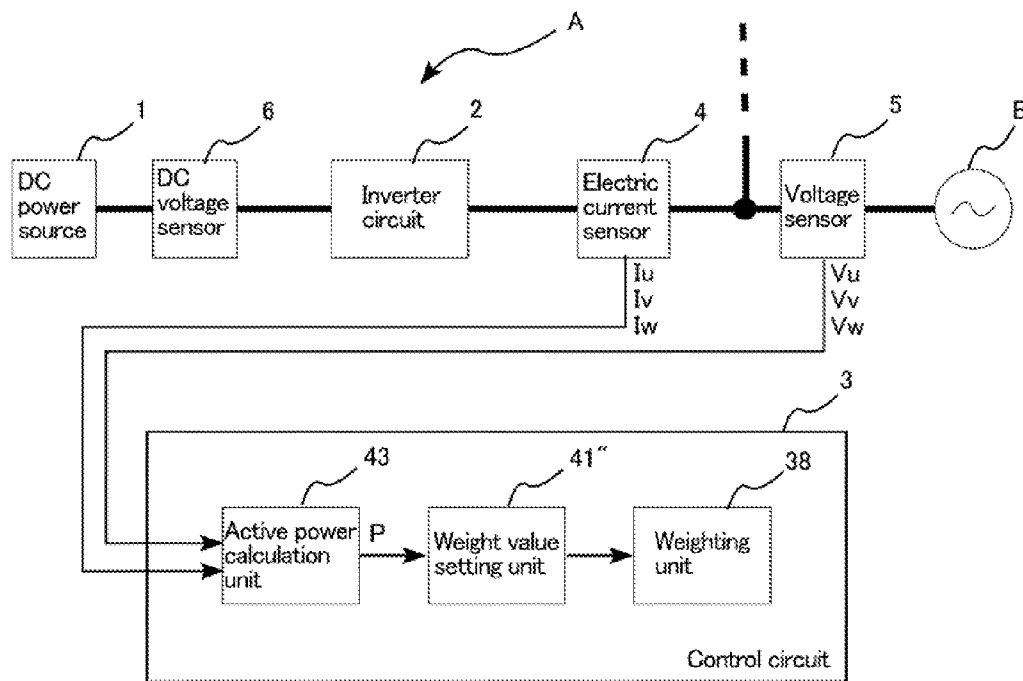 A
1
6
2
4
5
B
DC
power
source
DC
voltage
sensor
Inverter
circuit
Electric
current
sensor
Voltage
sensor
Iu
Iv
Iw
Vu
Vv
Vw
3
43
41"
38
Active power
calculation
unit
P
Weight value
setting unit
Weighting
unit
Control circuit